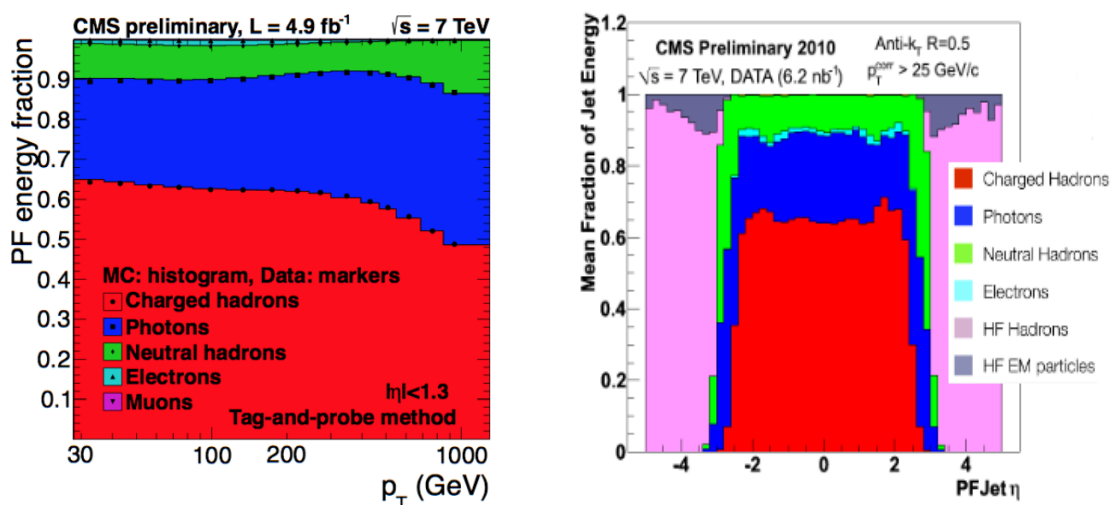 CMS preliminary, L = 4.9 fb⁻¹ √s = 7 TeV
PF energy fraction
0.9
0.8
0.7
0.6
0.5
0.4
0.3
0.2
0.1
MC: histogram, Data: markers
Charged hadrons
Photons
Neutral hadrons
Electrons
Muons
|η|<1.3
Tag-and-probe method
30 100 200 1000
p_T (GeV)
Mean Fraction of Jet Energy
1.2
1
0.8
0.6
0.4
0.2
0
CMS Preliminary 2010
Anti-k_T R=0.5
√s = 7 TeV, DATA (6.2 nb⁻¹)
p_T^corr > 25 GeV/c
Charged Hadrons
Photons
Neutral Hadrons
Electrons
HF Hadrons
HF EM particles
-4 -2 0 2 4
PFJet η